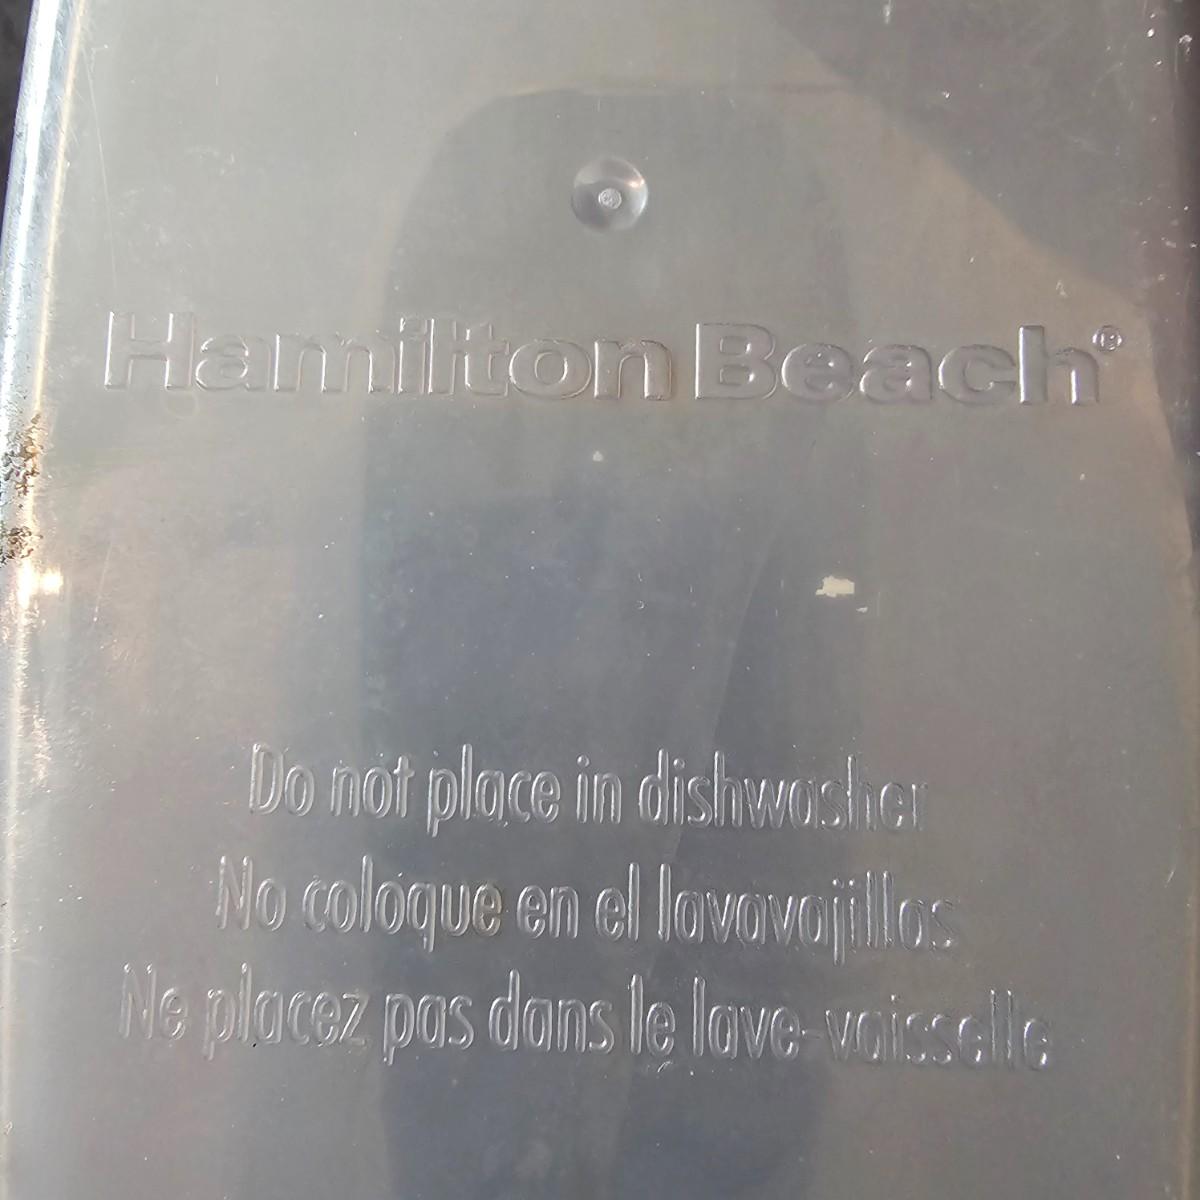 Hamilton Beach®
Do not place in dishwasher
No coloque en el lavavajillas
Ne placez pas dans le lave-vaisselle